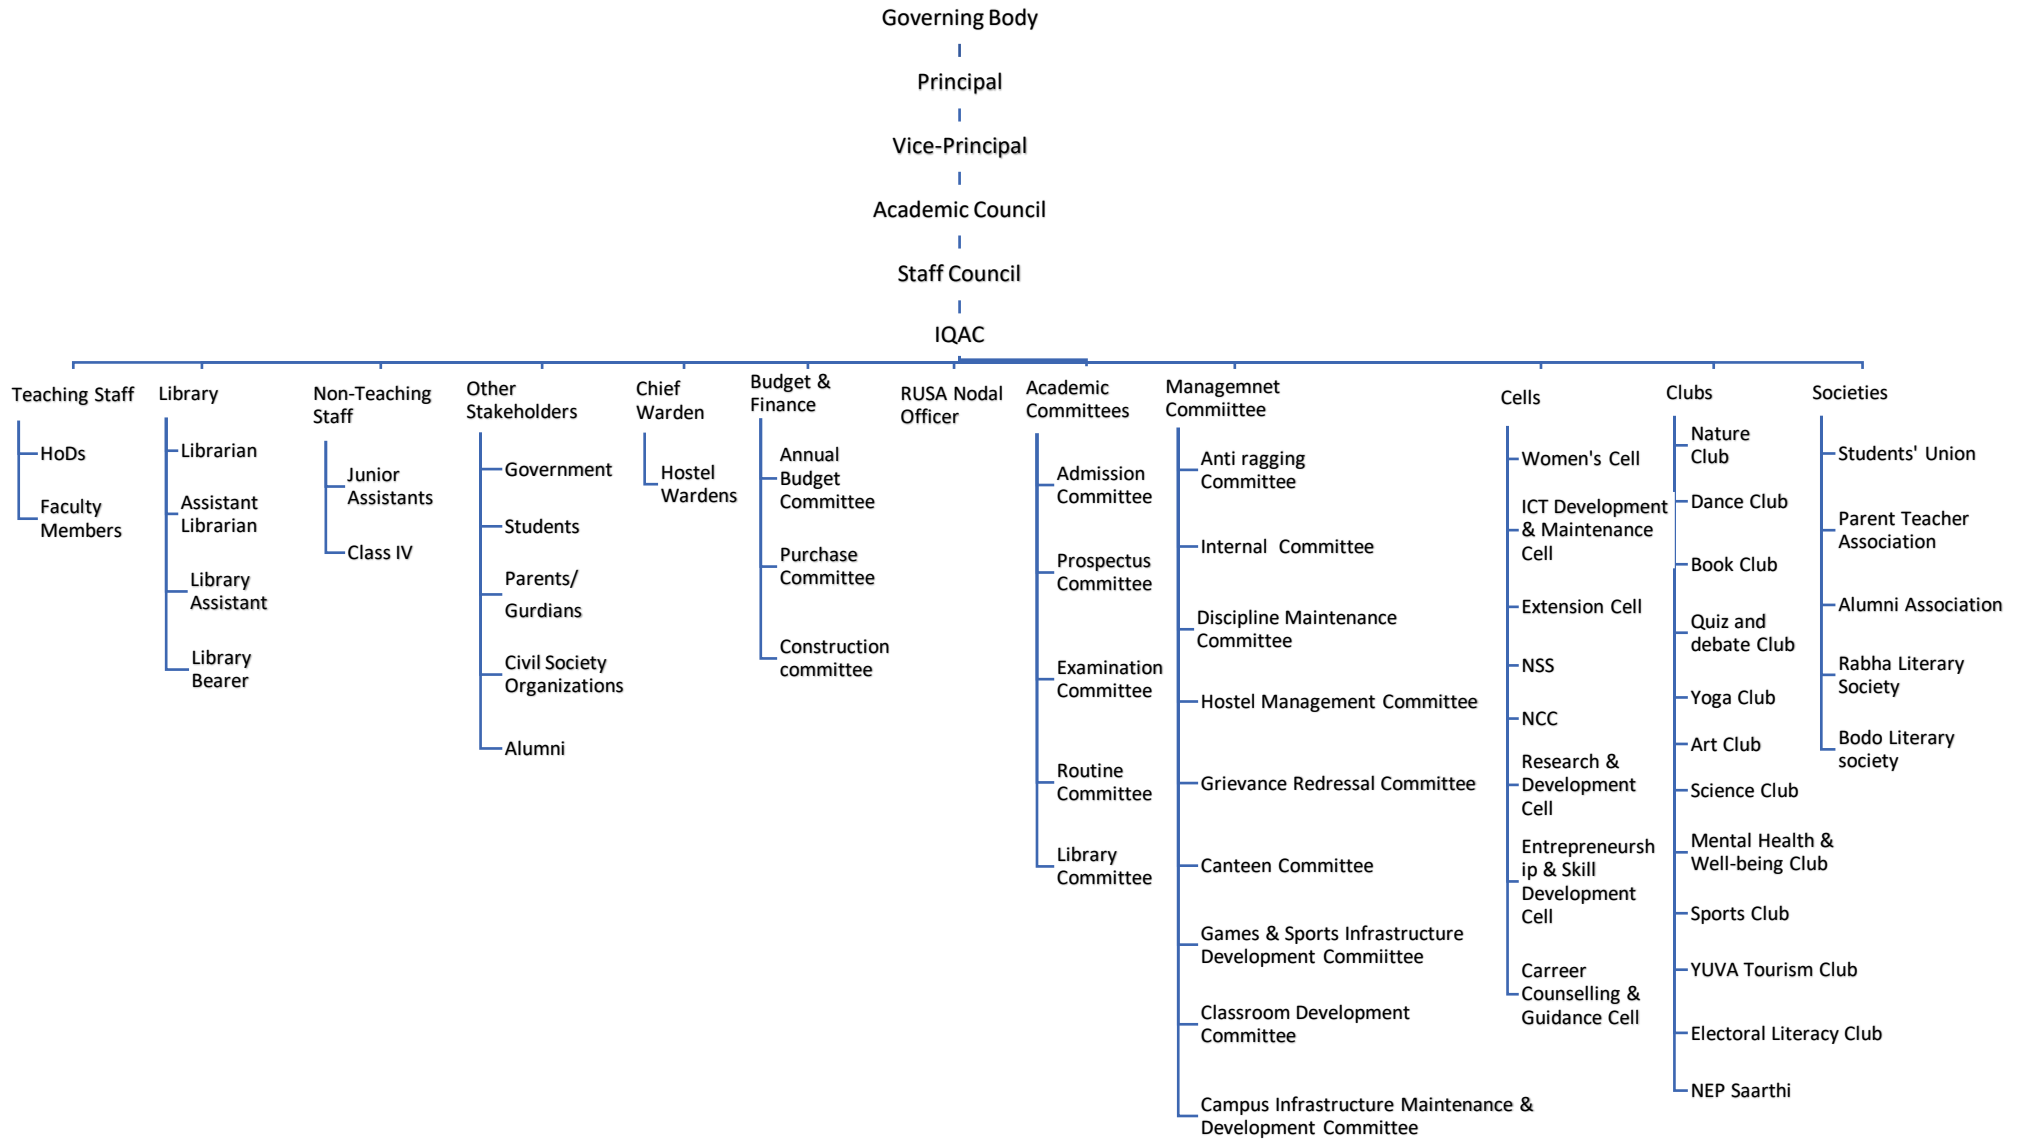 Governing Body
Principal
Vice-Principal
Academic Council
Staff Council
IQAC
Teaching Staff
HoDs
Faculty
Members
Library
Librarian
Assistant
Librarian
Library
Assistant
Library
Bearer
Non-Teaching
Staff
Junior
Assistants
Class IV
Other
Stakeholders
Government
Students
Parents/
Gurdians
Civil Society
Organizations
Alumni
Chief
Warden
Hostel
Wardens
Budget &
Finance
Annual
Budget
Committee
Purchase
Committee
Construction
committee
RUSA Nodal
Officer
Academic
Committees
Admission
Committee
Prospectus
Committee
Examination
Committee
Routine
Committee
Library
Committee
Managemnet
Commiittee
Anti ragging
Committee
Internal Committee
Discipline Maintenance
Committee
Hostel Management Committee
Grievance Redressal Committee
Canteen Committee
Games & Sports Infrastructure
Development Commiittee
Classroom Development
Committee
Campus Infrastructure Maintenance &
Development Committee
Cells
Women's Cell
ICT Development
& Maintenance
Cell
Extension Cell
NSS
NCC
Research &
Development
Cell
Entrepreneursh
ip & Skill
Development
Cell
Carreer
Counselling &
Guidance Cell
Clubs
Nature
Club
Dance Club
Book Club
Quiz and
debate Club
Yoga Club
Art Club
Science Club
Mental Health &
Well-being Club
Sports Club
YUVA Tourism Club
Electoral Literacy Club
NEP Saarthi
Societies
Students' Union
Parent Teacher
Association
Alumni Association
Rabha Literary
Society
Bodo Literary
society